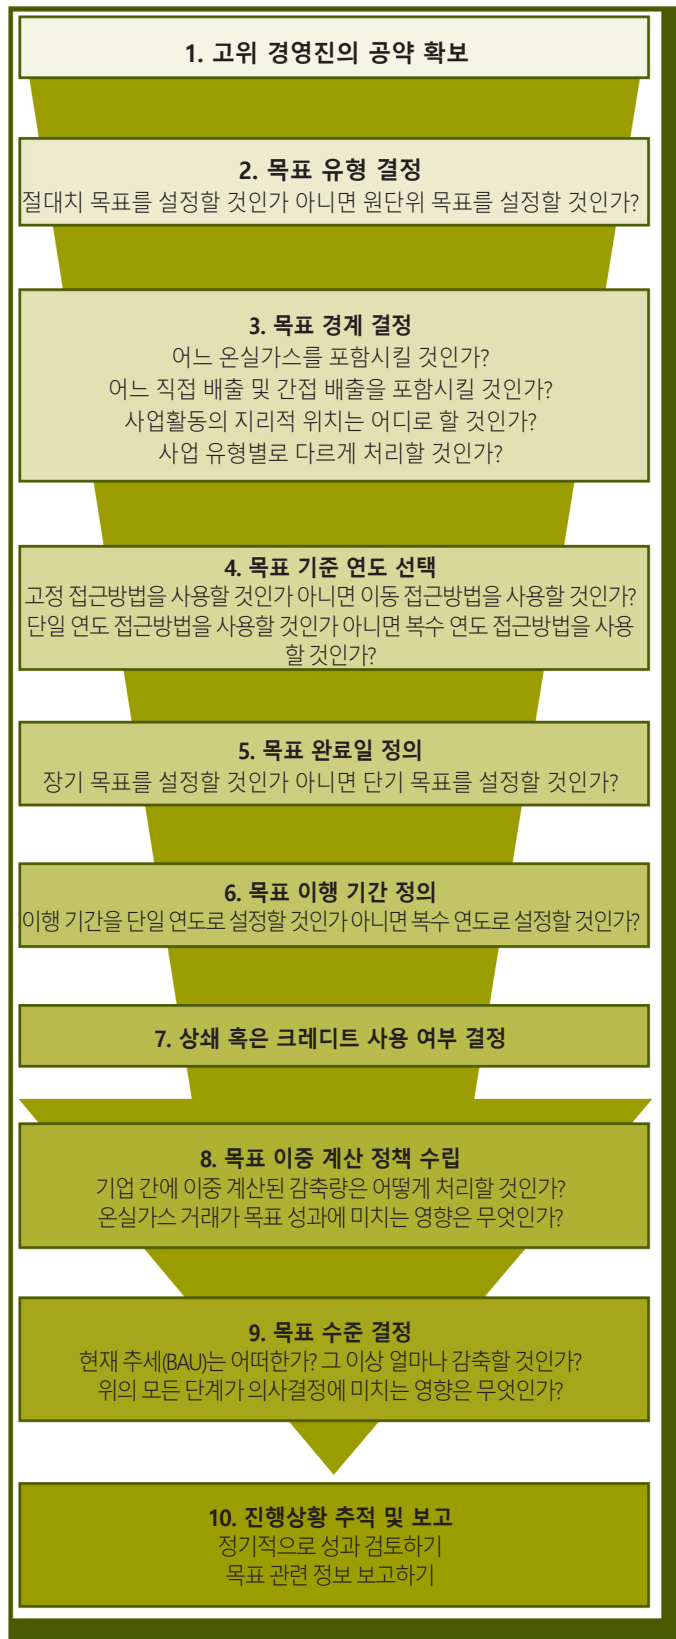 1. 고위 경영진의 공약 확보
2. 목표 유형 결정
절대치 목표를 설정할 것인가 아니면 원단위 목표를 설정할 것인가?
3. 목표 경계 결정
어느 온실가스를 포함시킬 것인가?
어느 직접 배출 및 간접 배출을 포함시킬 것인가?
사업활동의 지리적 위치는 어디로 할 것인가?
사업 유형별로 다르게 처리할 것인가?
4. 목표 기준 연도 선택
고정 접근방법을 사용할 것인가 아니면 이동 접근방법을 사용할 것인가?
단일 연도 접근방법을 사용할 것인가 아니면 복수 연도 접근방법을 사용
할 것인가?
5. 목표 완료일 정의
장기 목표를 설정할 것인가 아니면 단기 목표를 설정할 것인가?
6. 목표 이행 기간 정의
이행 기간을 단일 연도로 설정할 것인가 아니면 복수 연도로 설정할 것인가?
7. 상쇄 혹은 크레디트 사용 여부 결정
8. 목표 이중 계산 정책 수립
기업 간에 이중 계산된 감축량은 어떻게 처리할 것인가?
온실가스 거래가 목표 성과에 미치는 영향은 무엇인가?
9. 목표 수준 결정
현재 추세(BAU)는 어떠한가? 그 이상 얼마나 감축할 것인가?
위의 모든 단계가 의사결정에 미치는 영향은 무엇인가?
10. 진행상황 추적 및 보고
정기적으로 성과 검토하기
목표 관련 정보 보고하기